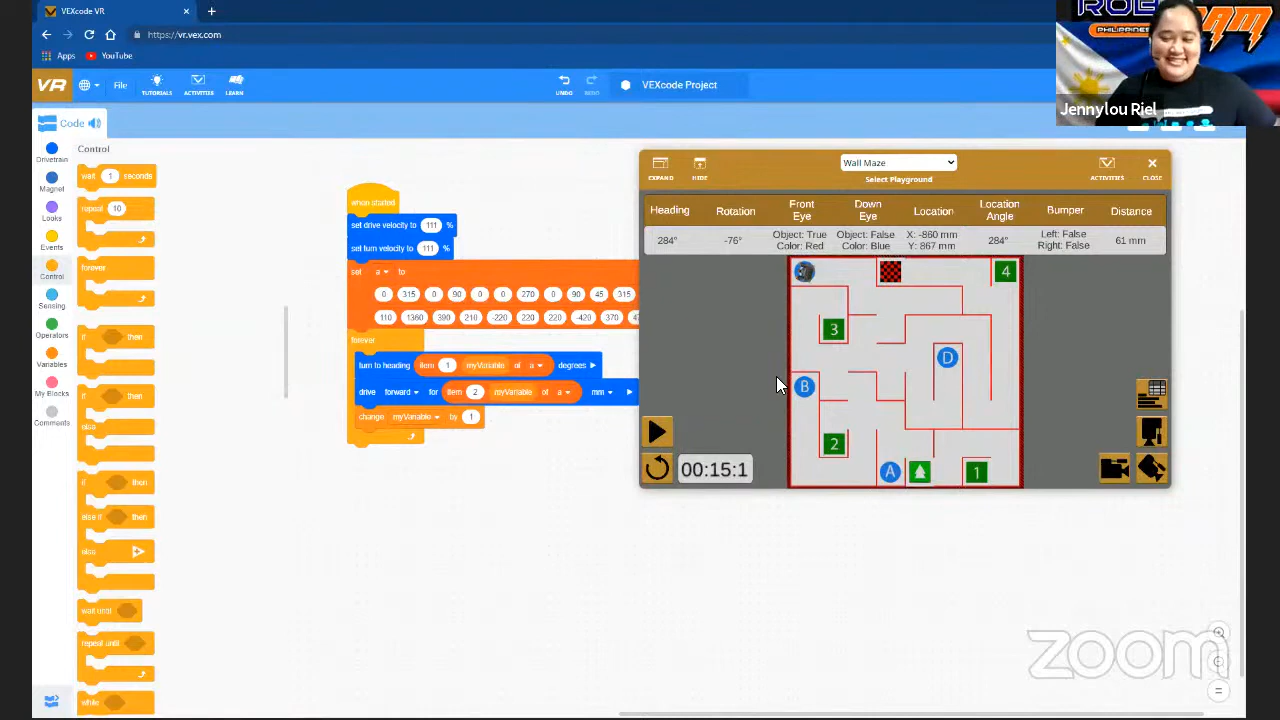 VEXcode VR
https://vr.vex.com
Apps YouTube
VR File TUTORIALS ACTIVITIES LEARN UNDO REDO VEXcode Project
PHILIPPINES
Jennylou Riel
Code
Control
Drivetrain
Magnet
Looks
Events
Control
Sensing
Operators
Variables
My Blocks
Comments
wait 1 seconds
repeat 10
forever
if then
if then
else
if then
else if then
else
wait until
repeat until
while
when started
set drive velocity to 111 %
set turn velocity to 111 %
set a to
0 315 0 90 0 0 270 0 90 45 315
110 1360 390 210 -220 220 220 -420 370
forever
turn to heading item 1 myVariable of a degrees
drive forward for item 2 myVariable of a mm
change myVariable by 1
EXPAND HIDE Wall Maze ACTIVITIES CLOSE
Select Playground
Heading Rotation Front Eye Down Eye Location Location Angle Bumper Distance
284° -76° Object: True Object: False X: -860 mm 284° Left: False 61 mm
Color: Red Color: Blue Y: 867 mm Right: False
4
3
D
B
2
A
1
00:15:1
zoom